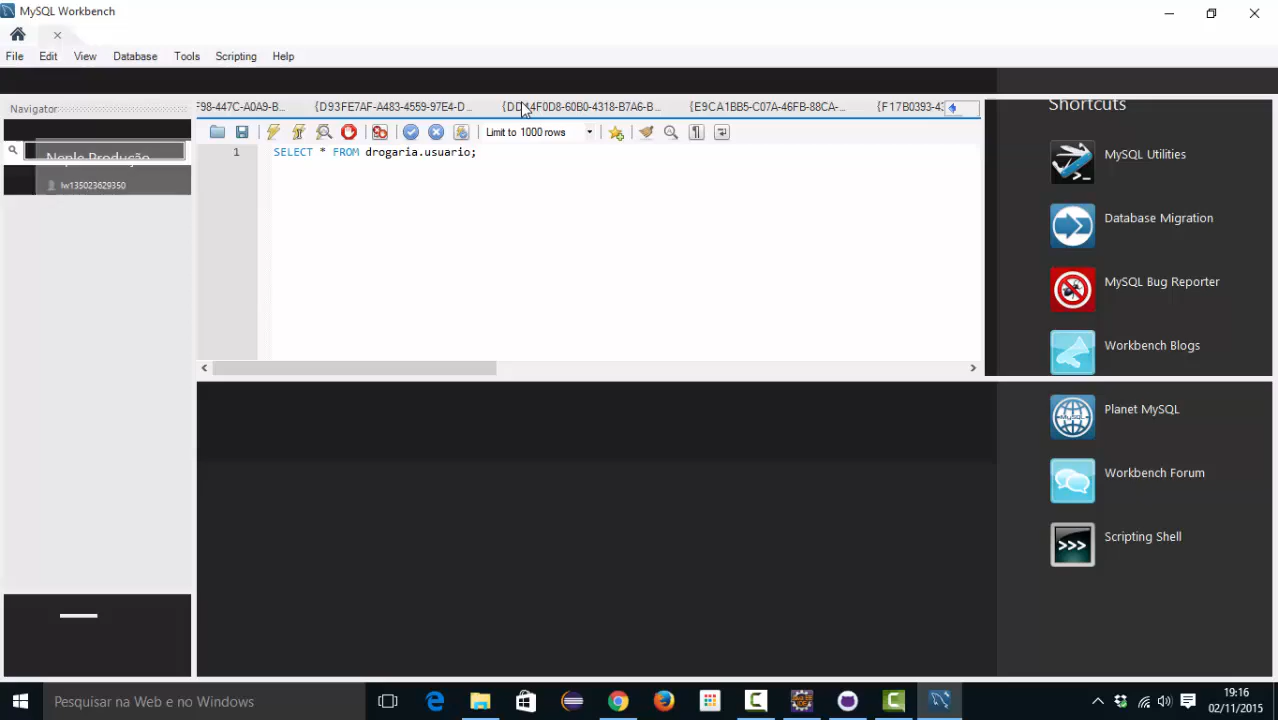 MySQL Workbench
File Edit View Database Tools Scripting Help
Navigator
F98-447C-A0A9-B... {D93FE7AF-A483-4559-97E4-D... 4F0D8-60B0-4318-B7A6-B... {E9CA1BB5-C07A-46FB-88CA-... {F17B0393-4
Shortcuts
Limit to 1000 rows
1 SELECT * FROM drogaria.usuario;
Neple Produção
lw135023629350
MySQL Utilities
Database Migration
MySQL Bug Reporter
Workbench Blogs
Planet MySQL
Workbench Forum
Scripting Shell
Pesquisar na Web e no Windows
19:16
02/11/2015